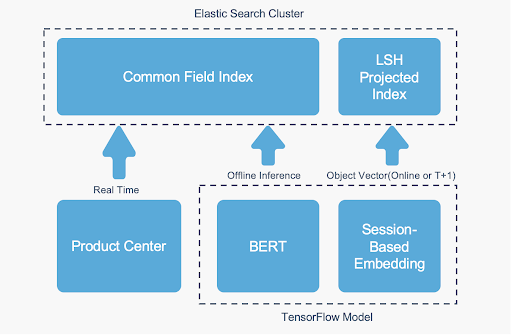 Elastic Search Cluster
Common Field Index
LSH
Projected
Index
Real Time
Offline Inference
Object Vector(Online or T+1)
Product Center
BERT
Session-
Based
Embedding
TensorFlow Model